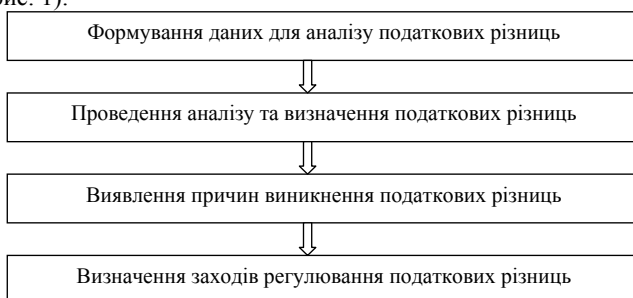 рис. 1).
Формування даних для аналізу податкових різниць
Проведення аналізу та визначення податкових різниць
Виявлення причин виникнення податкових різниць
Визначення заходів регулювання податкових різниць